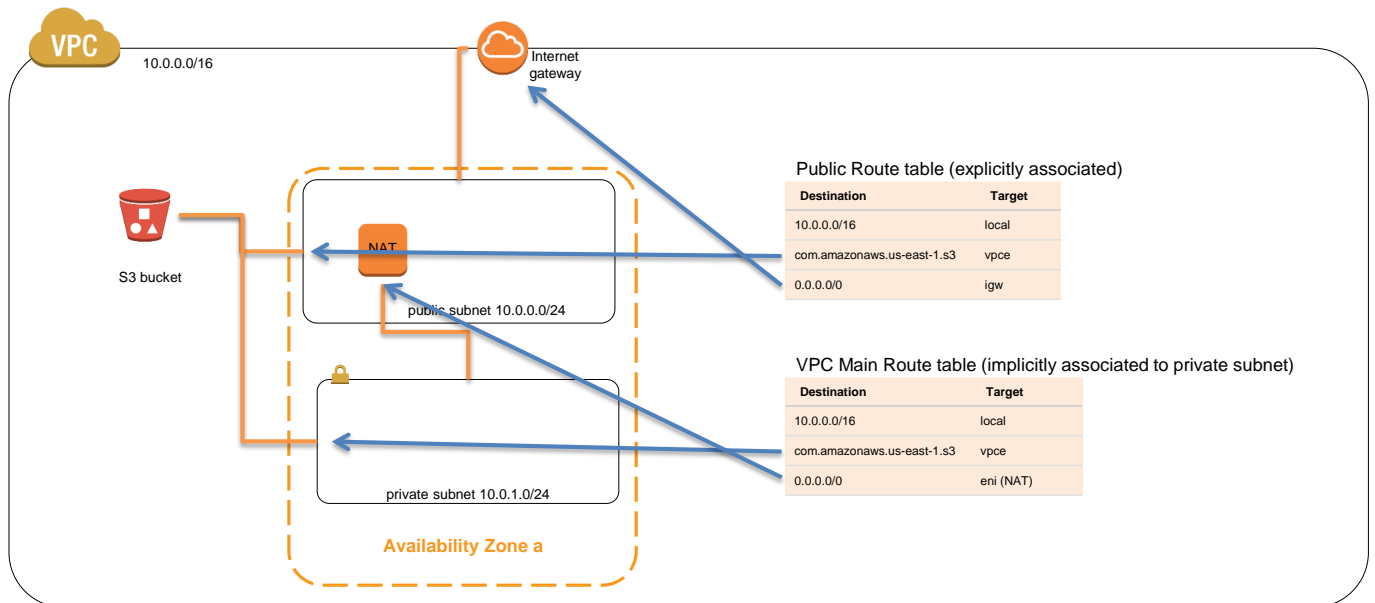 VPC
10.0.0.0/16
Internet
gateway
S3 bucket
NAT
public subnet 10.0.0.0/24
private subnet 10.0.1.0/24
Availability Zone a
Public Route table (explicitly associated)
Destination Target
10.0.0.0/16 local
com.amazonaws.us-east-1.s3 vpce
0.0.0.0/0 igw
VPC Main Route table (implicitly associated to private subnet)
Destination Target
10.0.0.0/16 local
com.amazonaws.us-east-1.s3 vpce
0.0.0.0/0 eni (NAT)